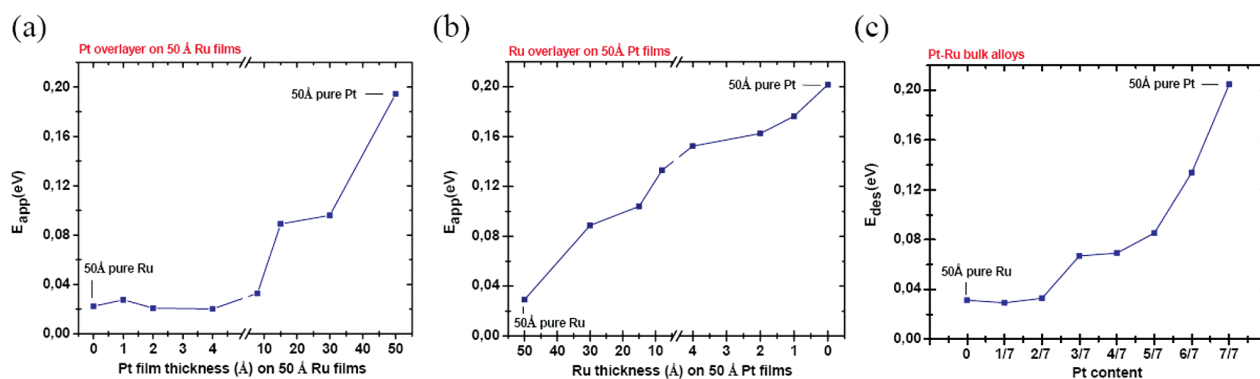 (a)
Pt overlayer on 50 Å Ru films
0,20
0,16
0,12
0,08
0,04
0,00
E_app(eV)
50Å pure Pt
50Å pure Ru
0 1 2 4 10 20 30 40 50
Pt film thickness (Å) on 50 Å Ru films
(b)
Ru overlayer on 50Å Pt films
0,20
0,16
0,12
0,08
0,04
0,00
E_app(eV)
50Å pure Pt
50Å pure Ru
50 40 30 20 10 4 2 1 0
Ru thickness (Å) on 50 Å Pt films
(c)
Pt-Ru bulk alloys
0,20
0,16
0,12
0,08
0,04
0,00
E_des(eV)
50Å pure Pt
50Å pure Ru
0 1/7 2/7 3/7 4/7 5/7 6/7 7/7
Pt content